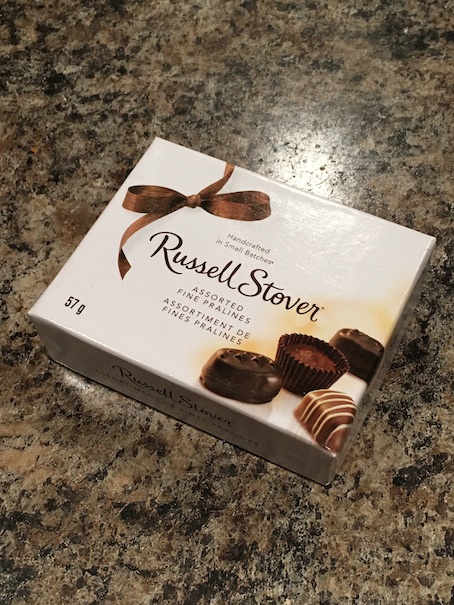 Handcrafted
in Small Batches®
Russell Stover®
ASSORTED
FINE PRALINES
ASSORTIMENT DE
FINES PRALINES
57 g
Russell Stover